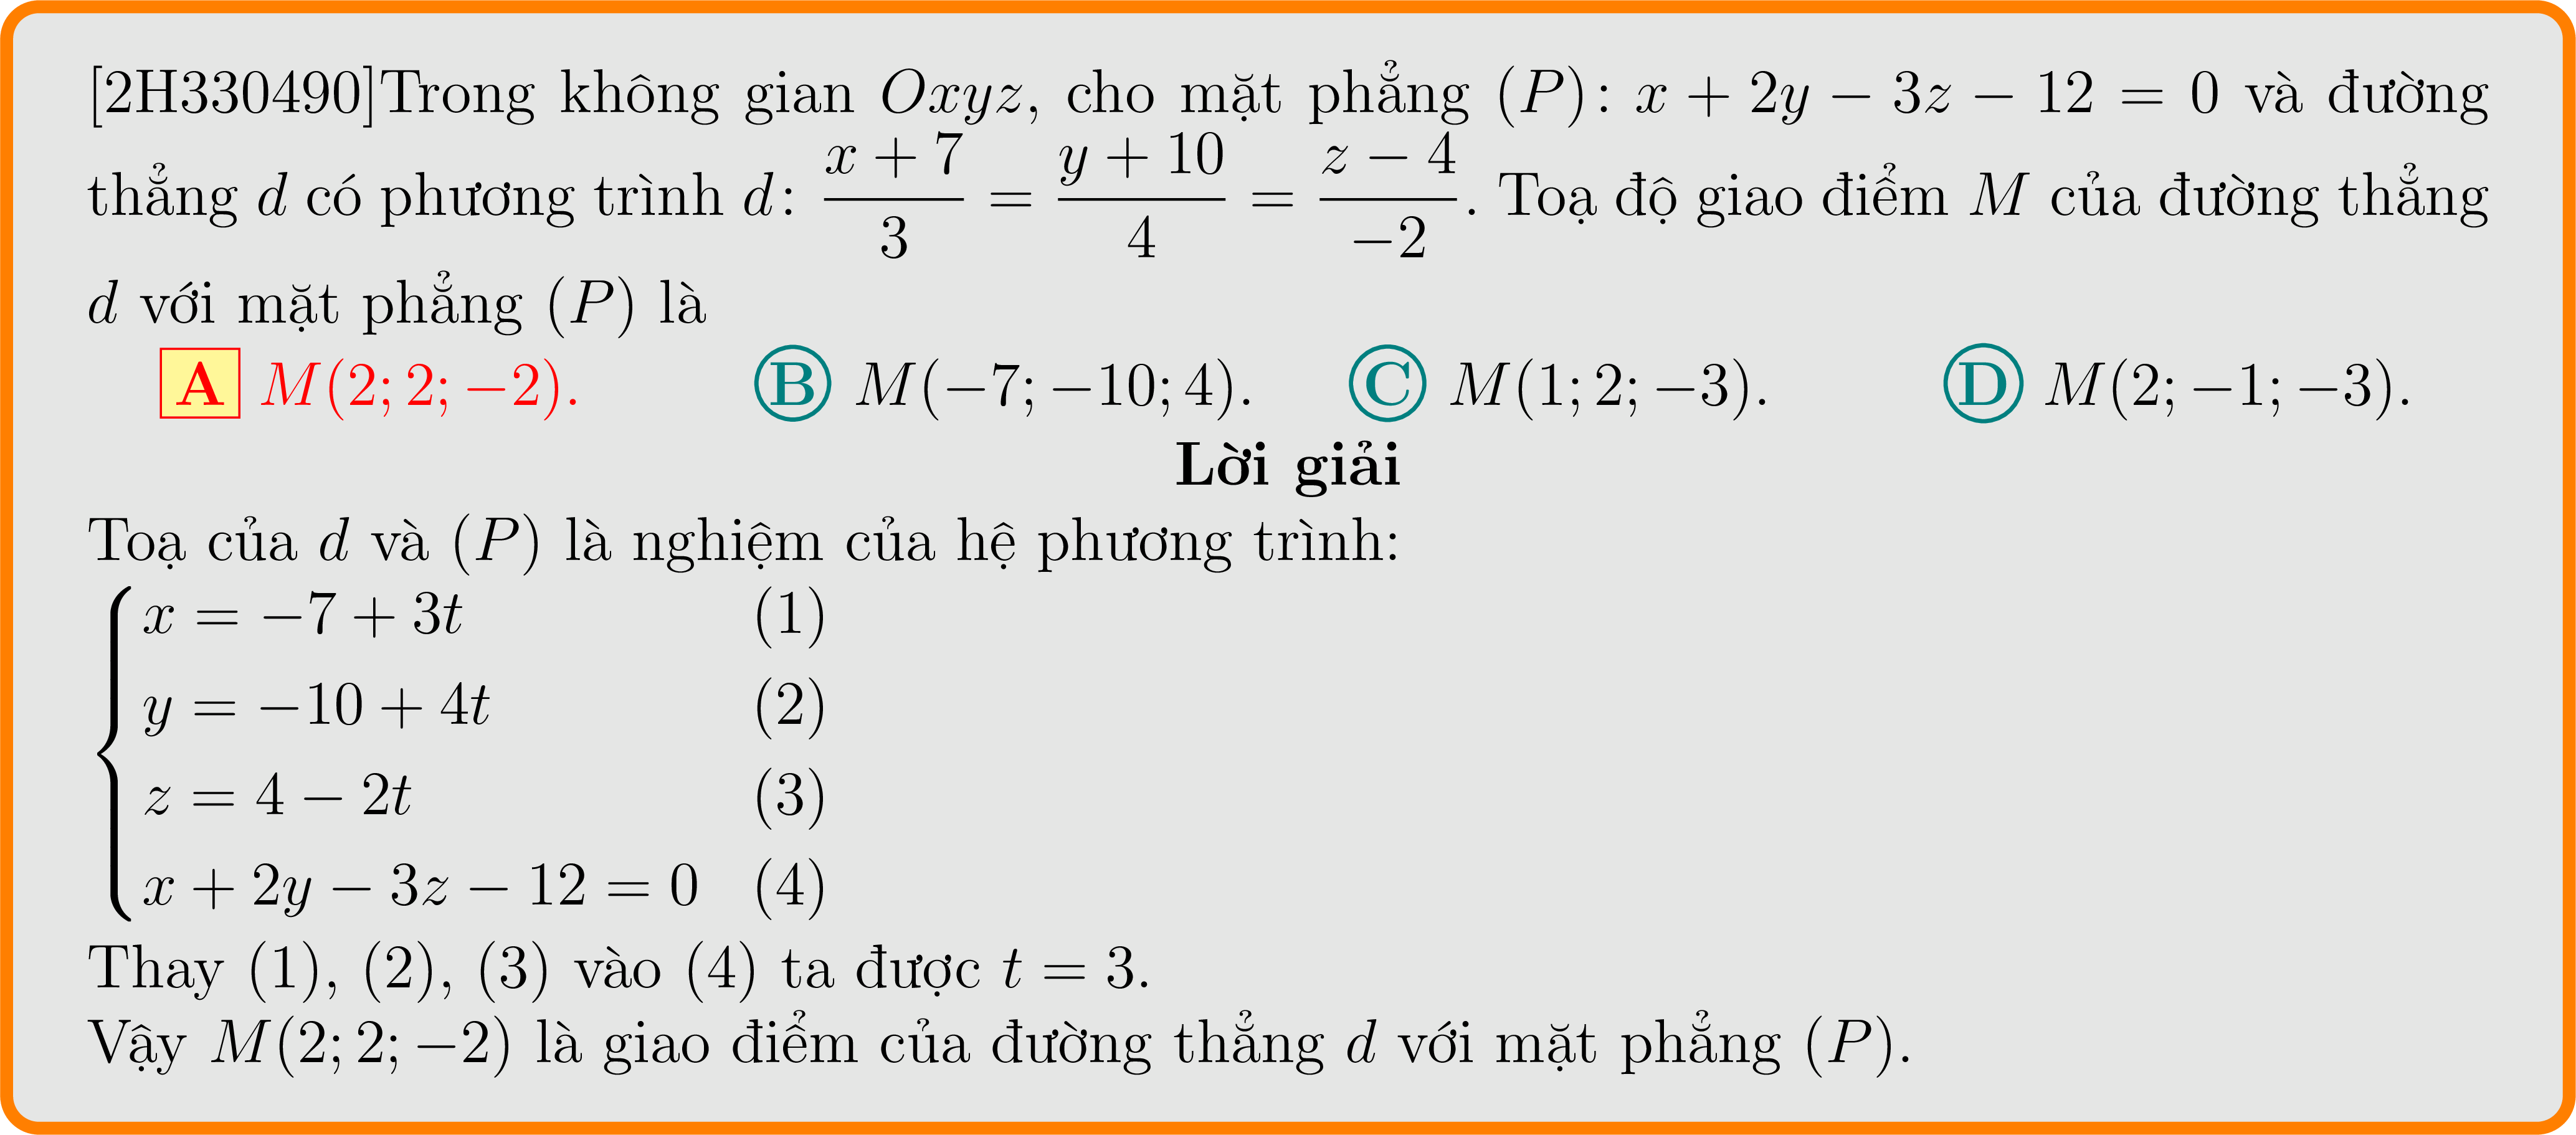 [2H330490]Trong không gian Oxyz, cho mặt phẳng (P): x + 2y − 3z − 12 = 0 và đường
thẳng d có phương trình d: \frac{x + 7}{3} = \frac{y + 10}{4} = \frac{z − 4}{−2}. Toạ độ giao điểm M của đường thẳng
d với mặt phẳng (P) là
A M(2; 2; −2). B M(−7; −10; 4). C M(1; 2; −3). D M(2; −1; −3).
Lời giải
Toạ của d và (P) là nghiệm của hệ phương trình:
x = −7 + 3t (1)
y = −10 + 4t (2)
z = 4 − 2t (3)
x + 2y − 3z − 12 = 0 (4)
Thay (1), (2), (3) vào (4) ta được t = 3.
Vậy M(2; 2; −2) là giao điểm của đường thẳng d với mặt phẳng (P).